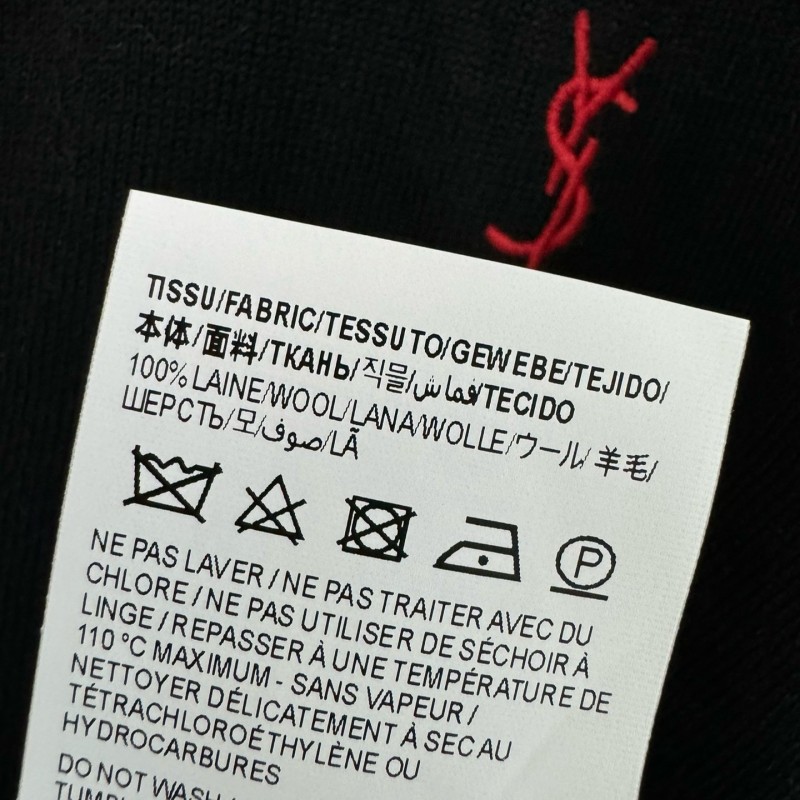 YSL
TISSU/FABRIC/TESSUTO/GEWEBE/TEJIDO/
本体/面料/ТКАНЬ/직물/قماش/TECIDO
100% LAINE/WOOL/LANA/WOLLE/ウール/羊毛/
ШЕРСТЬ/모/صوف/LÃ
P
NE PAS LAVER / NE PAS TRAITER AVEC DU
CHLORE / NE PAS UTILISER DE SÉCHOIR À
LINGE / REPASSER À UNE TEMPÉRATURE DE
110 °C MAXIMUM - SANS VAPEUR /
NETTOYER DÉLICATEMENT À SEC AU
TÉTRACHLOROÉTHYLÈNE OU
HYDROCARBURES
DO NOT WASH